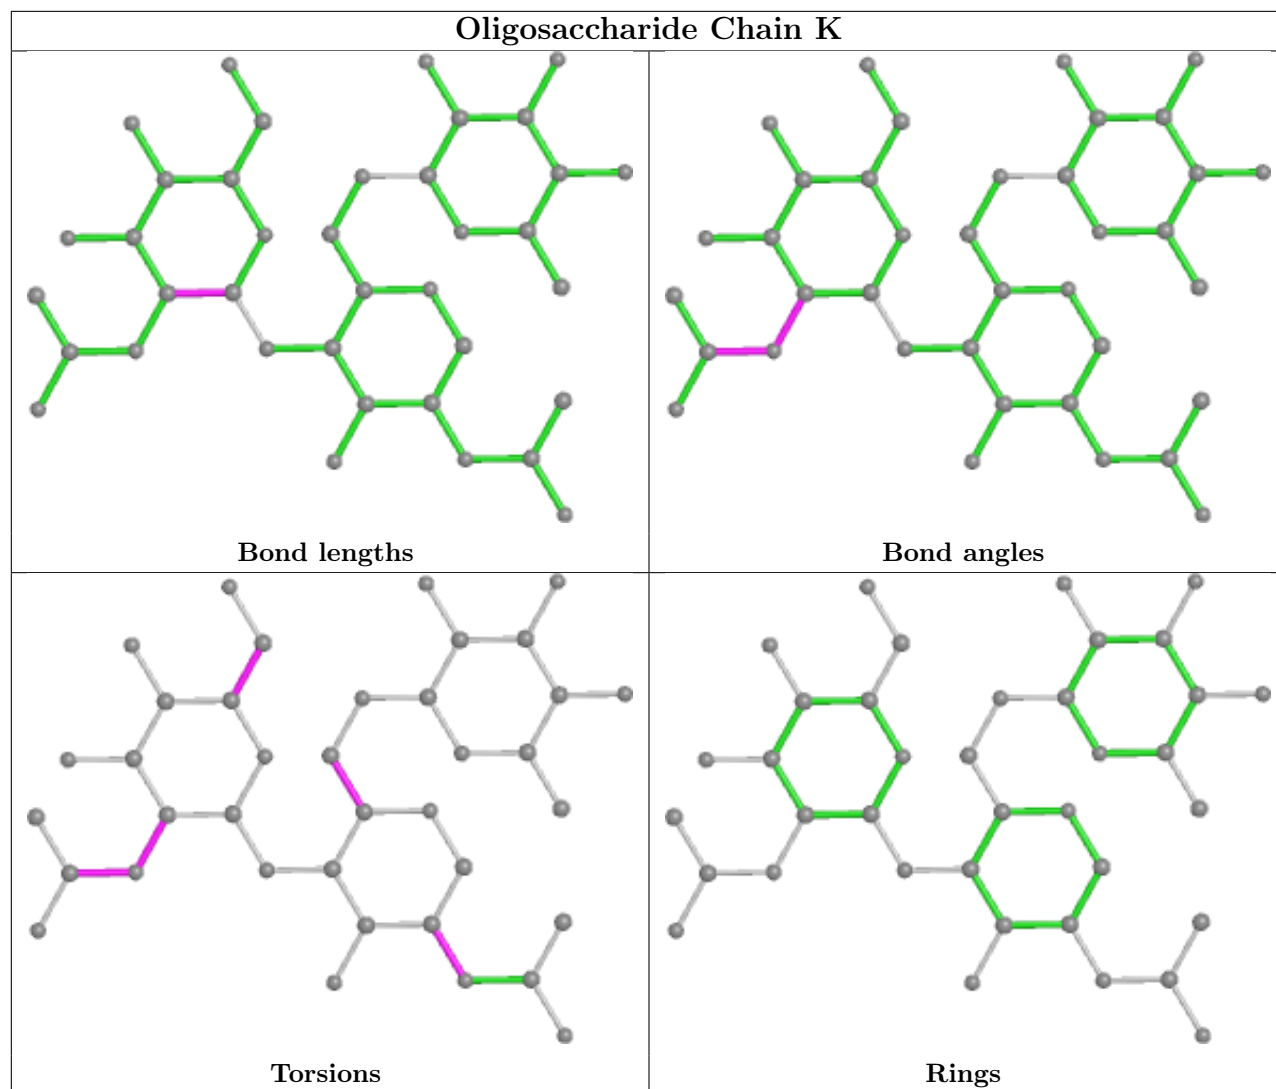 Oligosaccharide Chain K
Bond lengths
Bond angles
Torsions
Rings